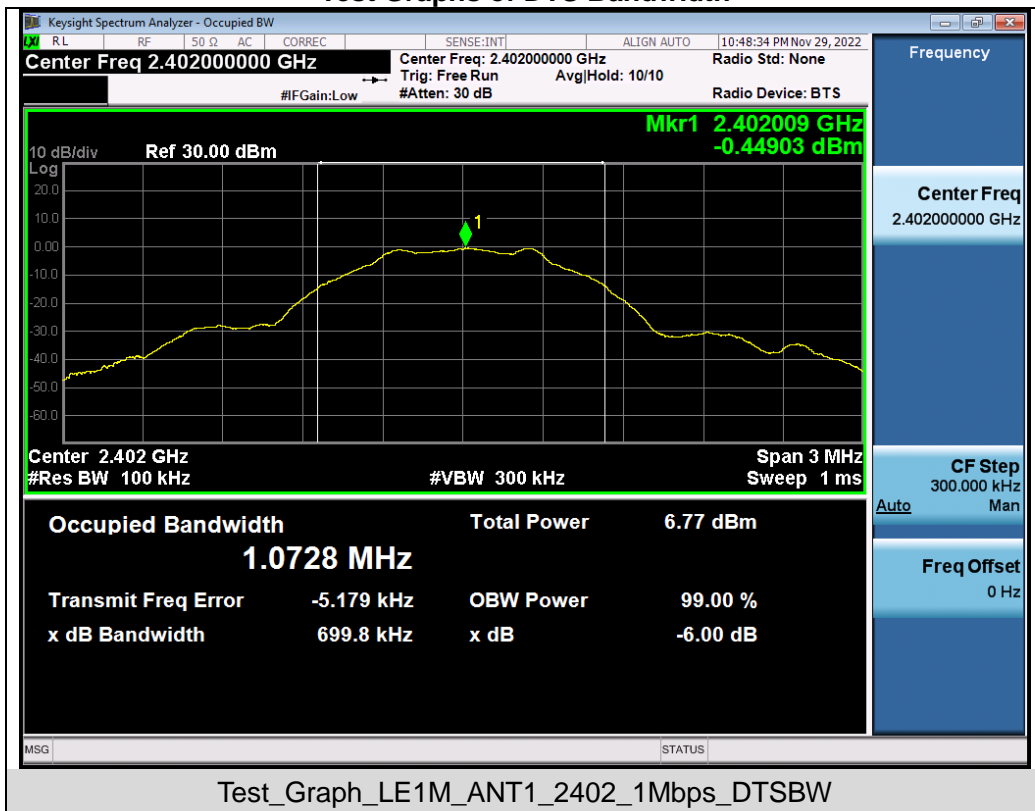 Test Graphs of DTS Bandwidth
Keysight Spectrum Analyzer - Occupied BW
LXI RL RF 50 Ω AC CORREC SENSE:INT ALIGN AUTO 10:48:34 PM Nov 29, 2022
Center Freq 2.402000000 GHz
Center Freq: 2.402000000 GHz Radio Std: None
Trig: Free Run Avg|Hold: 10/10
#IFGain:Low #Atten: 30 dB Radio Device: BTS
Mkr1 2.402009 GHz
-0.44903 dBm
10 dB/div Ref 30.00 dBm
Log
20.0
10.0
0.00
-10.0
-20.0
-30.0
-40.0
-50.0
-60.0
1
Center 2.402 GHz Span 3 MHz
#Res BW 100 kHz #VBW 300 kHz Sweep 1 ms
Occupied Bandwidth Total Power 6.77 dBm
1.0728 MHz
Transmit Freq Error -5.179 kHz OBW Power 99.00 %
x dB Bandwidth 699.8 kHz x dB -6.00 dB
MSG STATUS
Frequency
Center Freq
2.402000000 GHz
CF Step
300.000 kHz
Auto Man
Freq Offset
0 Hz
Test_Graph_LE1M_ANT1_2402_1Mbps_DTSBW